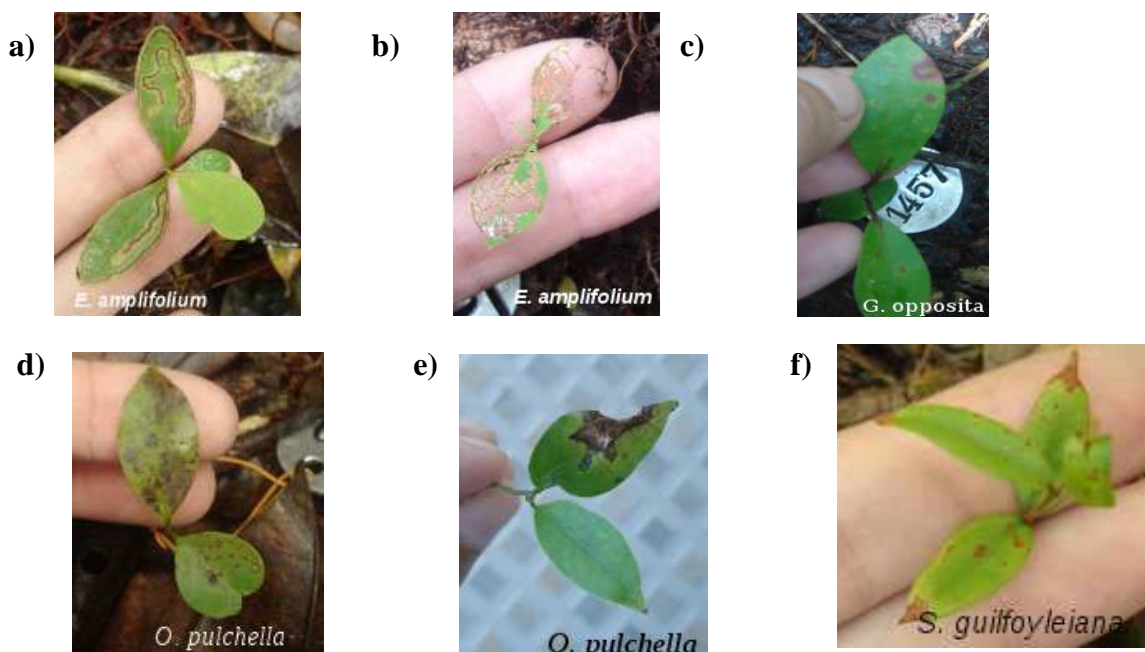 a)
E. amplifolium
b)
E. amplifolium
c)
1457
G. opposita
d)
O. pulchella
e)
O. pulchella
f)
S. guilfoyleiana.